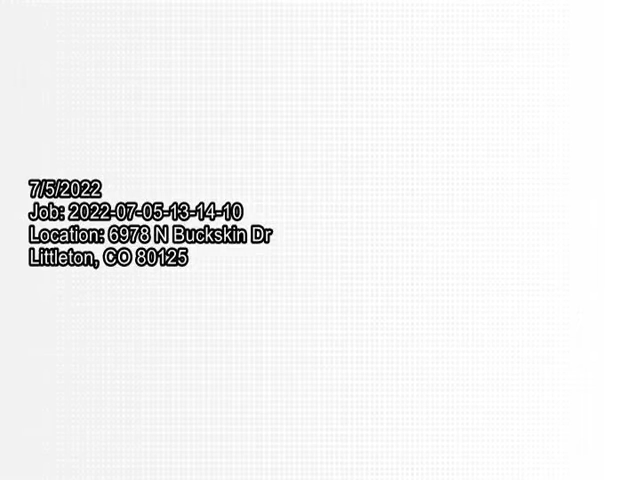 7/5/2022
Job: 2022-07-05-13-14-10
Location: 6978 N Buckskin Dr
Littleton, CO 80125